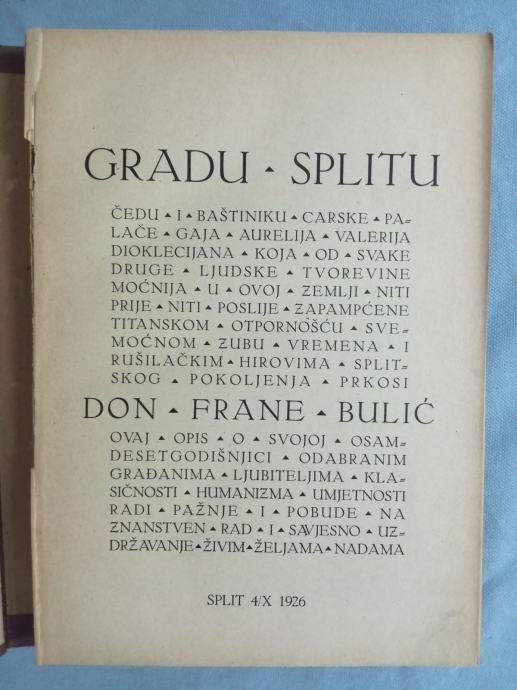 GRADU ▴ SPLITU
ČEDU ▴ I ▴ BAŠTINIKU ▴ CARSKE ▴ PA=
LAČE ▴ GAJA ▴ AURELIJA ▴ VALERIJA
DIOKLECIJANA ▴ KOJA ▴ OD ▴ SVAKE
DRUGE ▴ LJUDSKE ▴ TVOREVINE
MOĆNIJA ▴ U ▴ OVOJ ▴ ZEMLJI ▴ NITI
PRIJE ▴ NITI ▴ POSLIJE ▴ ZAPAMPĆENE
TITANSKOM ▴ OTPORNOŠĆU ▴ SVE=
MOĆNOM ▴ ZUBU ▴ VREMENA ▴ I
RUŠILAČKIM ▴ HIROVIMA ▴ SPLIT=
SKOG ▴ POKOLJENJA ▴ PRKOSI
DON ▴ FRANE ▴ BULIĆ
OVAJ ▴ OPIS ▴ O ▴ SVOJOJ ▴ OSAM=
DESETGODIŠNJICI ▴ ODABRANIM
GRAĐANIMA ▴ LJUBITELJIMA ▴ KLA=
SIČNOSTI ▴ HUMANIZMA ▴ UMJETNOSTI
RADI ▴ PAŽNJE ▴ I ▴ POBUDE ▴ NA
ZNANSTVEN ▴ RAD ▴ I ▴ SAVJESNO ▴ UZ=
DRŽAVANJE ▴ ŽIVIM ▴ ŽELJAMA ▴ NADAMA
SPLIT 4/X 1926